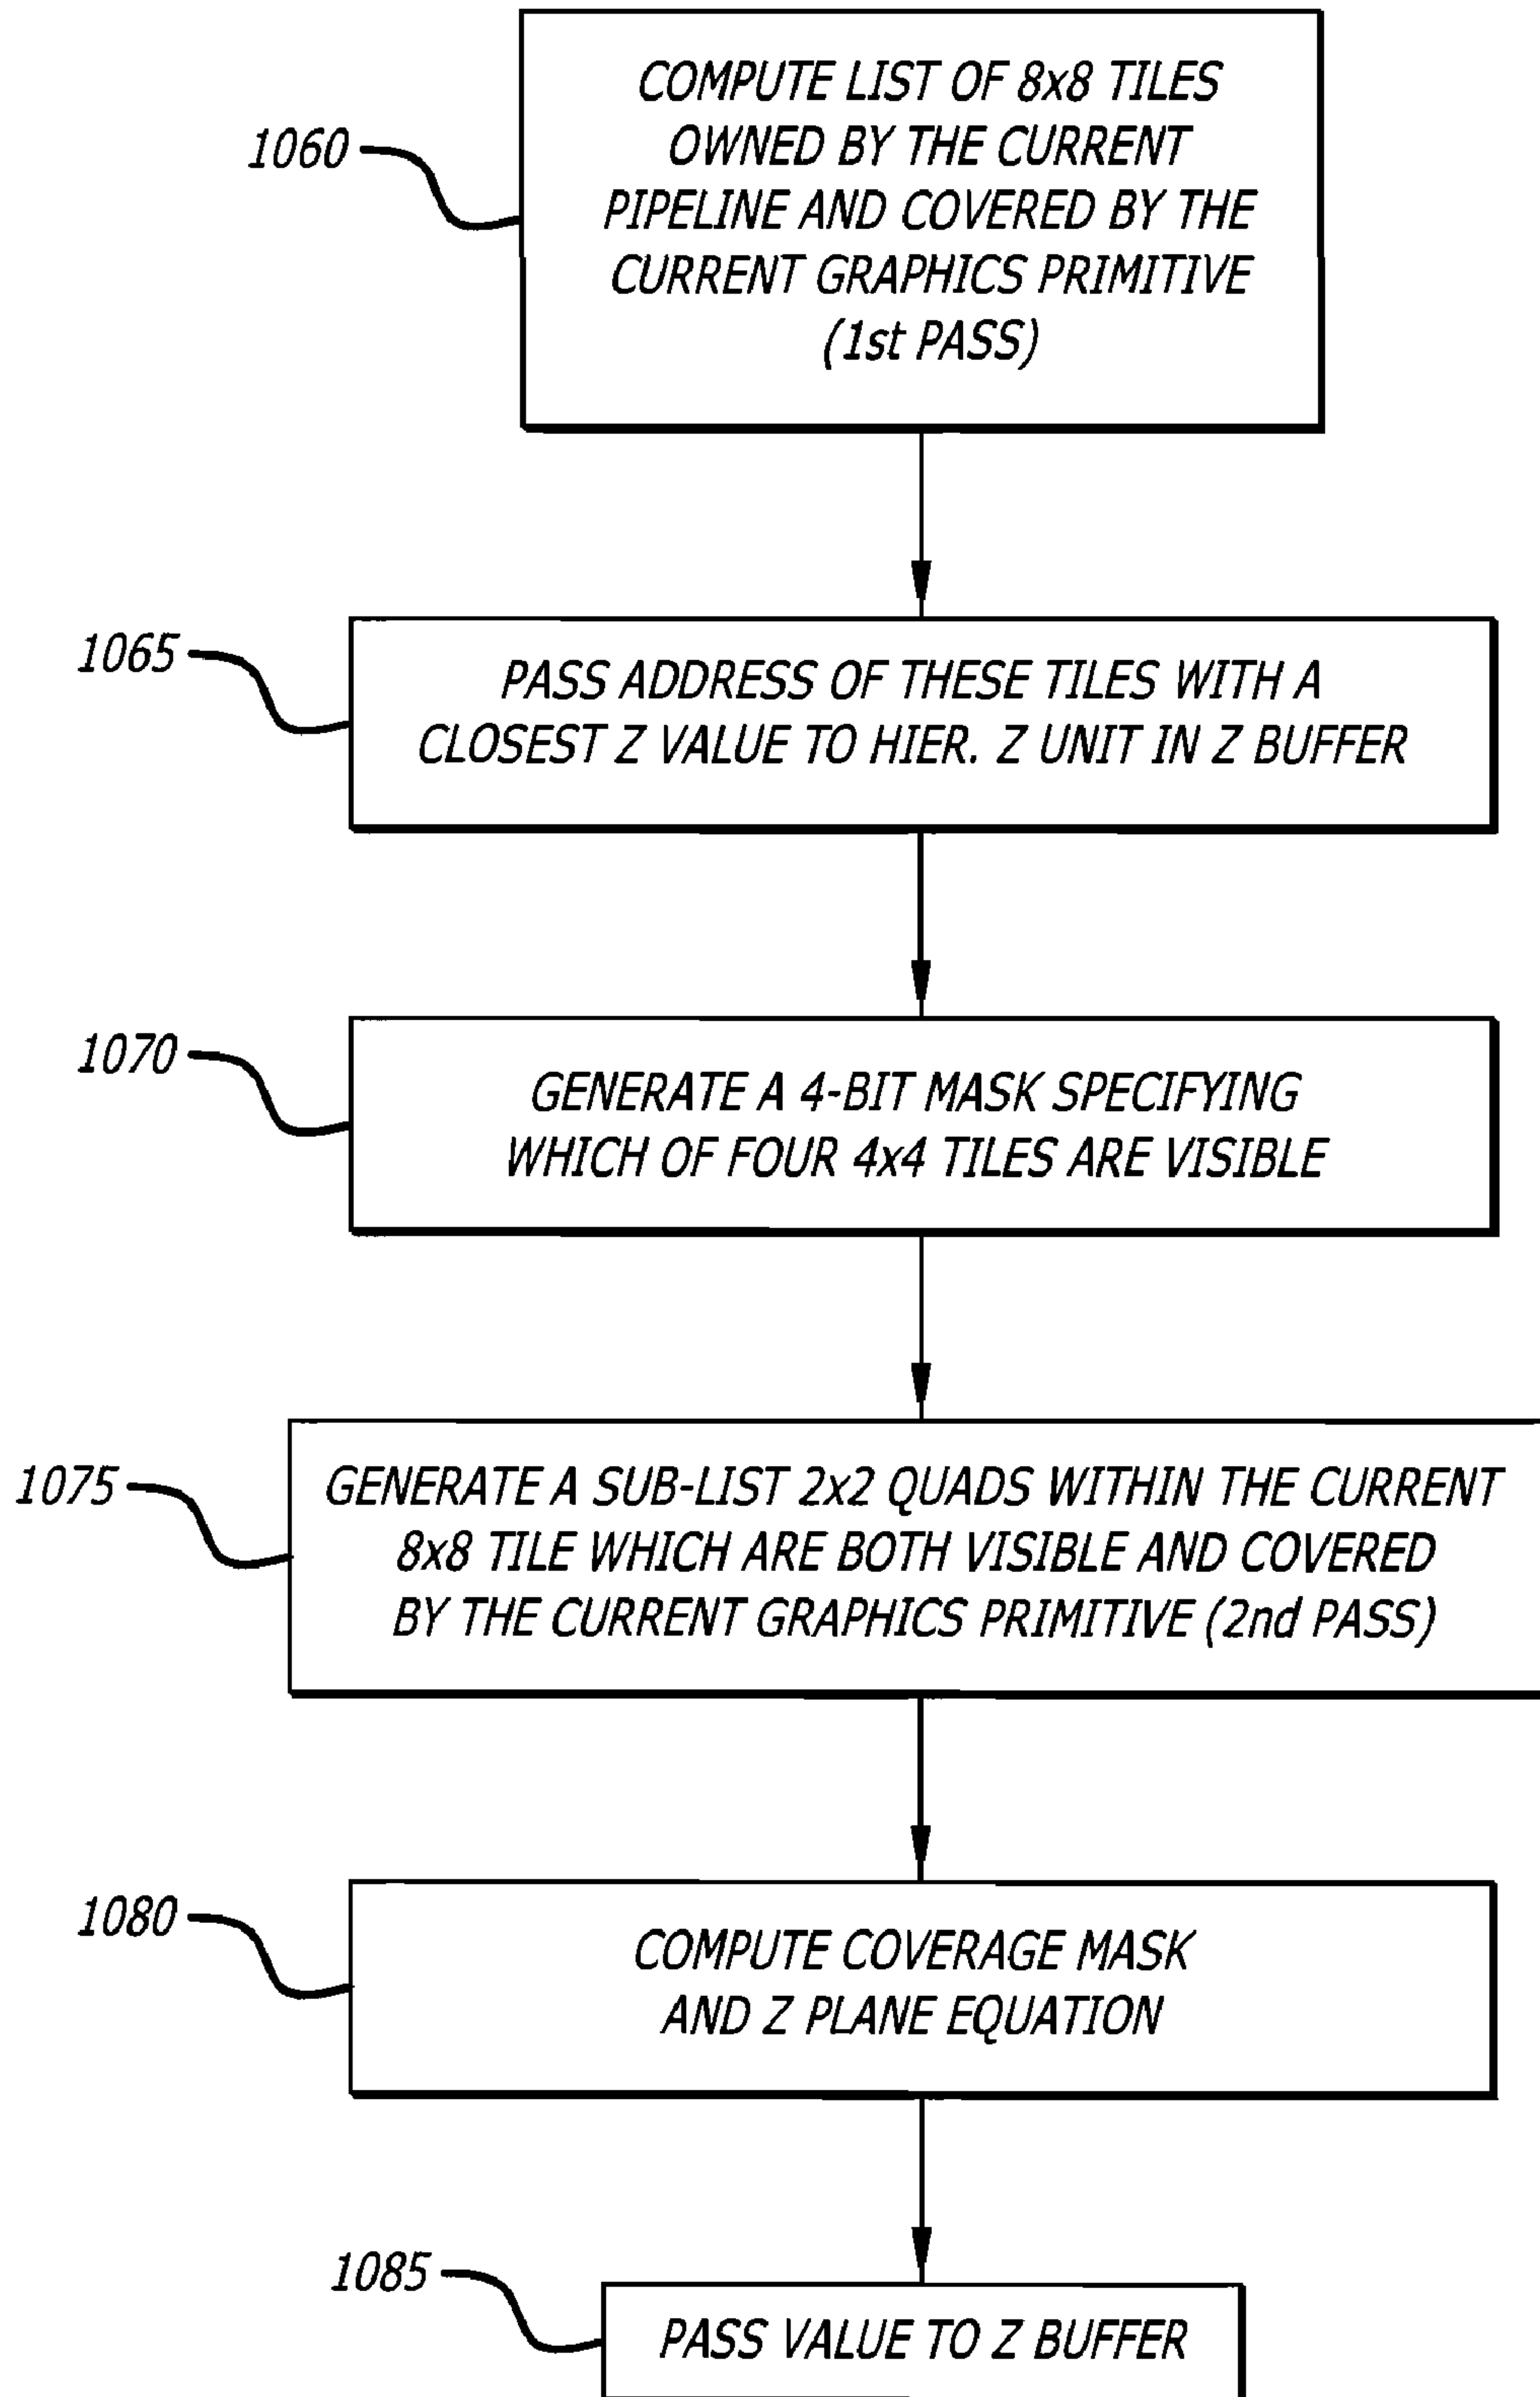 1060
COMPUTE LIST OF 8x8 TILES
OWNED BY THE CURRENT
PIPELINE AND COVERED BY THE
CURRENT GRAPHICS PRIMITIVE
(1st PASS)
1065
PASS ADDRESS OF THESE TILES WITH A
CLOSEST Z VALUE TO HIER. Z UNIT IN Z BUFFER
1070
GENERATE A 4-BIT MASK SPECIFYING
WHICH OF FOUR 4x4 TILES ARE VISIBLE
1075
GENERATE A SUB-LIST 2x2 QUADS WITHIN THE CURRENT
8x8 TILE WHICH ARE BOTH VISIBLE AND COVERED
BY THE CURRENT GRAPHICS PRIMITIVE (2nd PASS)
1080
COMPUTE COVERAGE MASK
AND Z PLANE EQUATION
1085
PASS VALUE TO Z BUFFER